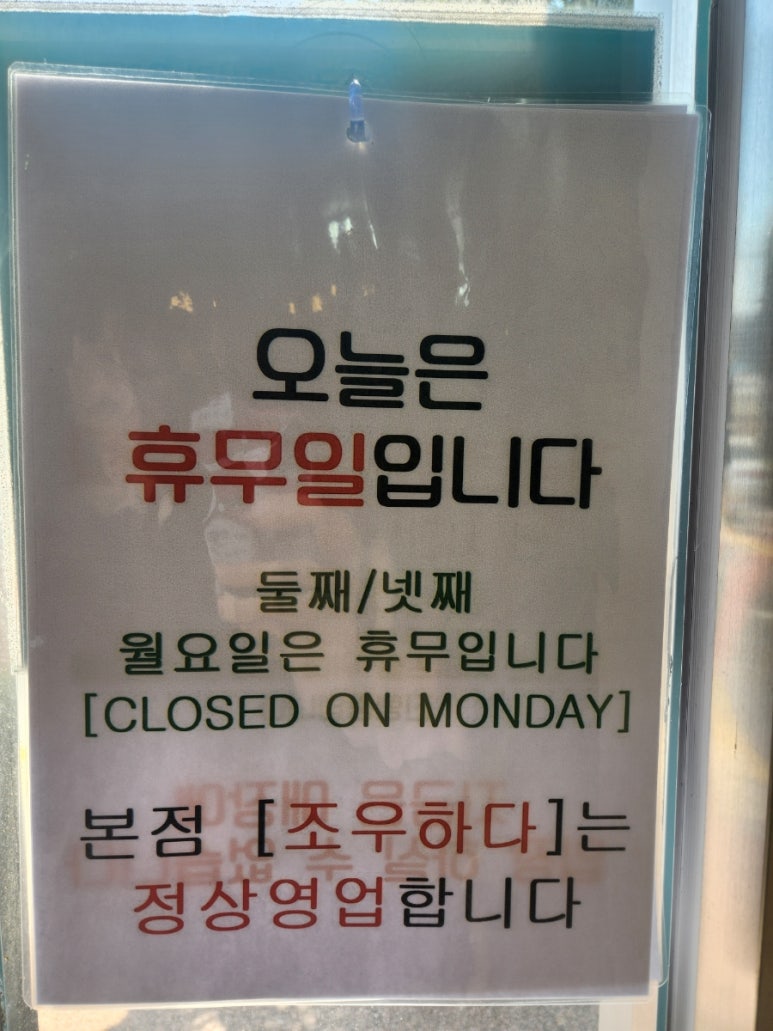 오늘은
휴무일입니다
둘째/넷째
월요일은 휴무입니다
[CLOSED ON MONDAY]
본점 [조우하다]는
정상영업합니다